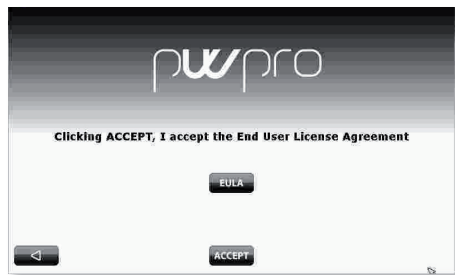 pwpro
Clicking ACCEPT, I accept the End User License Agreement
EULA
ACCEPT